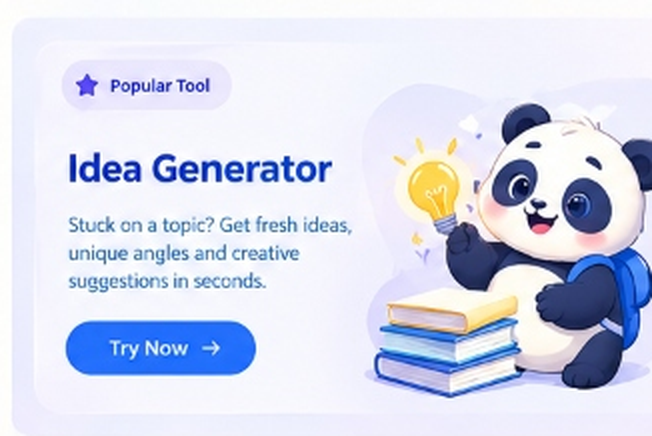 Popular Tool
Idea Generator
Stuck on a topic? Get fresh ideas,
unique angles and creative
suggestions in seconds.
Try Now →